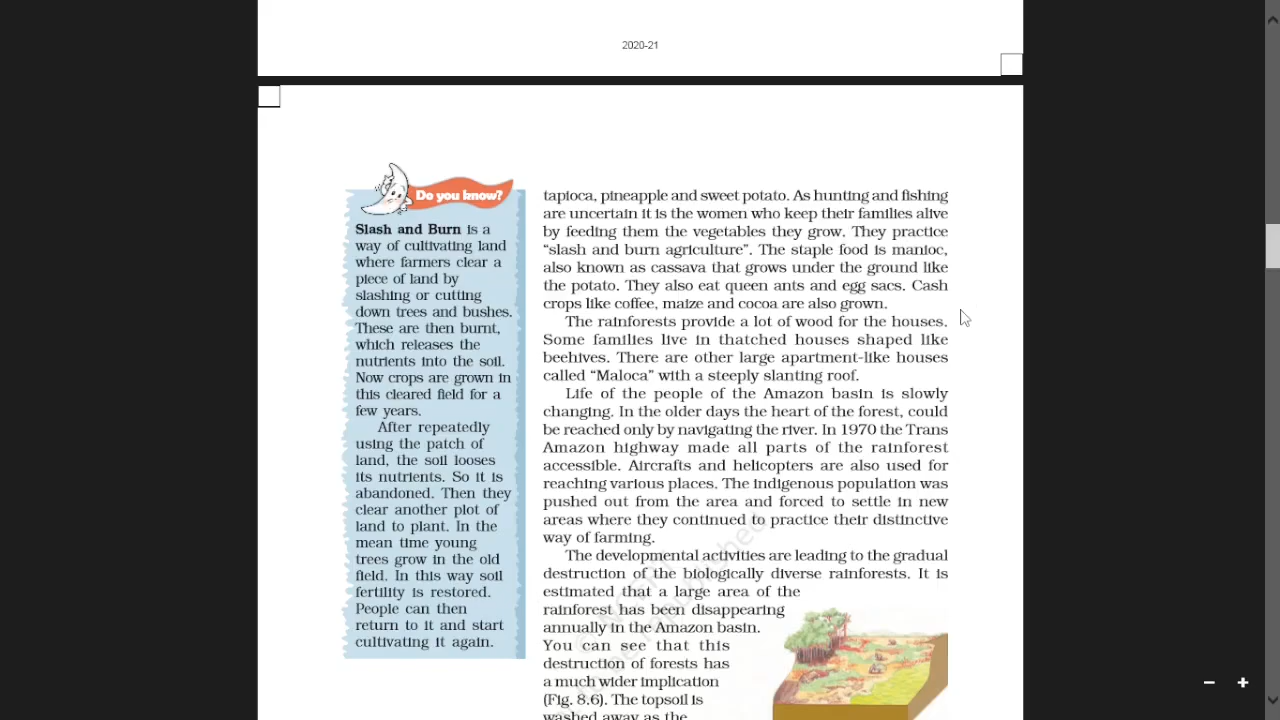 2020-21
Do you know?
Slash and Burn is a
way of cultivating land
where farmers clear a
piece of land by
slashing or cutting
down trees and bushes.
These are then burnt,
which releases the
nutrients into the soil.
Now crops are grown in
this cleared field for a
few years.
After repeatedly
using the patch of
land, the soil looses
its nutrients. So it is
abandoned. Then they
clear another plot of
land to plant. In the
mean time young
trees grow in the old
field. In this way soil
fertility is restored.
People can then
return to it and start
cultivating it again.
tapioca, pineapple and sweet potato. As hunting and fishing
are uncertain it is the women who keep their families alive
by feeding them the vegetables they grow. They practice
“slash and burn agriculture”. The staple food is manioc,
also known as cassava that grows under the ground like
the potato. They also eat queen ants and egg sacs. Cash
crops like coffee, maize and cocoa are also grown.
The rainforests provide a lot of wood for the houses.
Some families live in thatched houses shaped like
beehives. There are other large apartment-like houses
called “Maloca” with a steeply slanting roof.
Life of the people of the Amazon basin is slowly
changing. In the older days the heart of the forest, could
be reached only by navigating the river. In 1970 the Trans
Amazon highway made all parts of the rainforest
accessible. Aircrafts and helicopters are also used for
reaching various places. The indigenous population was
pushed out from the area and forced to settle in new
areas where they continued to practice their distinctive
way of farming.
The developmental activities are leading to the gradual
destruction of the biologically diverse rainforests. It is
estimated that a large area of the
rainforest has been disappearing
annually in the Amazon basin.
You can see that this
destruction of forests has
a much wider implication
(Fig. 8.6). The topsoil is
washed away as the